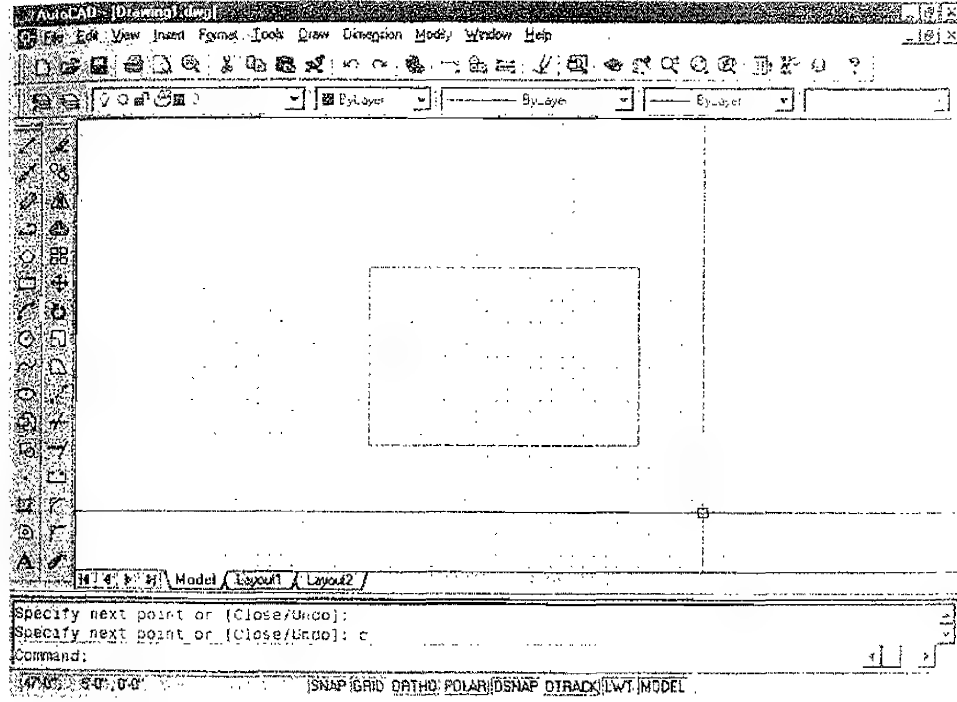 AutoCAD - [Drawing1.dwg]
File Edit View Insert Format Tools Draw Dimension Modify Window Help
ByLayer ByLayer ByLayer
A
Model Layout1 Layout2
Specify next point or [Close/Undo]:
Specify next point or [Close/Undo]: c
Command:
SNAP GRID ORTHO POLAR OSNAP OTRACK LWT MODEL